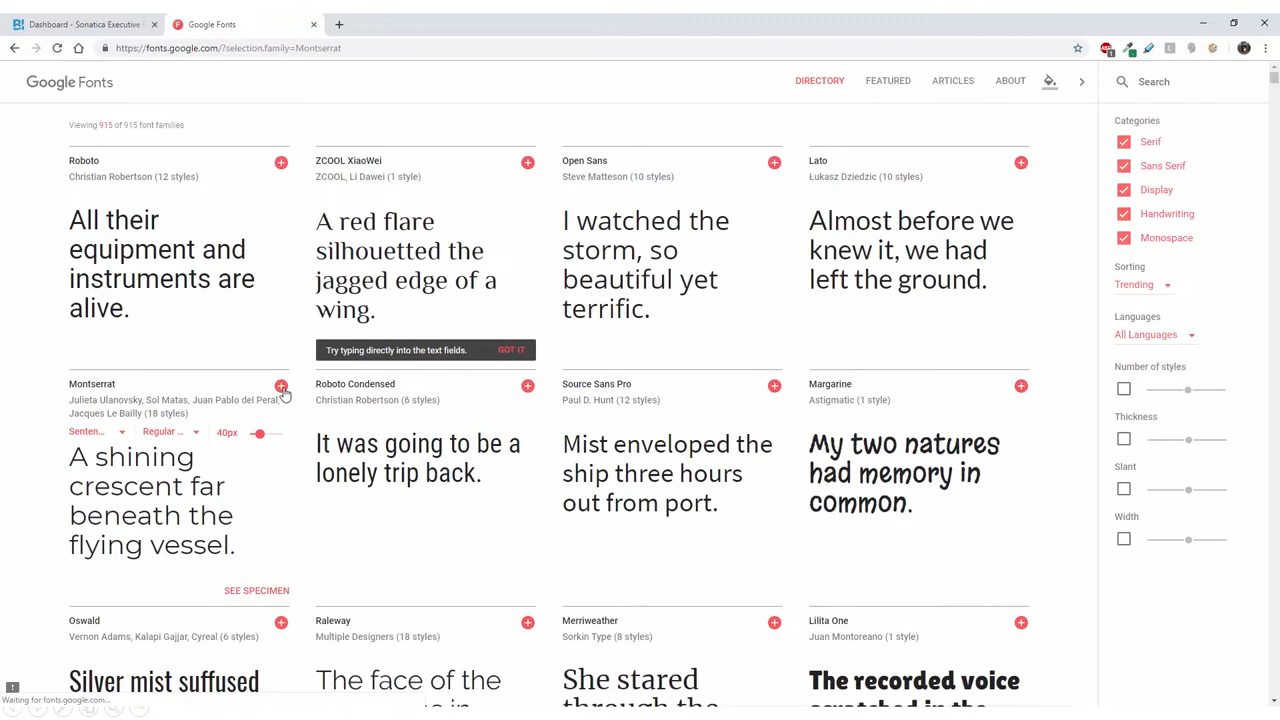 Dashboard - Sonatica Executive
Google Fonts
https://fonts.google.com/?selection.family=Montserrat
Google Fonts
DIRECTORY
FEATURED
ARTICLES
ABOUT
Search
Viewing 915 of 915 font families
Roboto
Christian Robertson (12 styles)
All their
equipment and
instruments are
alive.
ZCOOL XiaoWei
ZCOOL, Li Dawei (1 style)
A red flare
silhouetted the
jagged edge of a
wing.
Try typing directly into the text fields.
GOT IT
Open Sans
Steve Matteson (10 styles)
I watched the
storm, so
beautiful yet
terrific.
Lato
Łukasz Dziedzic (10 styles)
Almost before we
knew it, we had
left the ground.
Montserrat
Julieta Ulanovsky, Sol Matas, Juan Pablo del Peral,
Jacques Le Bailly (18 styles)
Senten...
Regular ...
40px
A shining
crescent far
beneath the
flying vessel.
SEE SPECIMEN
Roboto Condensed
Christian Robertson (6 styles)
It was going to be a
lonely trip back.
Source Sans Pro
Paul D. Hunt (12 styles)
Mist enveloped the
ship three hours
out from port.
Margarine
Astigmatic (1 style)
My two natures
had memory in
common.
Oswald
Vernon Adams, Kalapi Gajjar, Cyreal (6 styles)
Silver mist suffused
Raleway
Multiple Designers (18 styles)
The face of the
Merriweather
Sorkin Type (8 styles)
She stared
through the
Lilita One
Juan Montoreano (1 style)
The recorded voice
scratched in the
Categories
Serif
Sans Serif
Display
Handwriting
Monospace
Sorting
Trending
Languages
All Languages
Number of styles
Thickness
Slant
Width
Waiting for fonts.google.com...